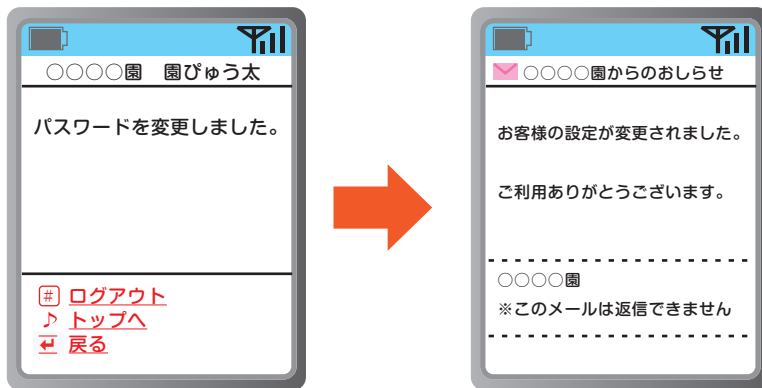 ○○○○園　園ぴゅう太
パスワードを変更しました。
# ログアウト
♪ トップへ
戻る
○○○○園からのおしらせ
お客様の設定が変更されました。
ご利用ありがとうございます。
○○○○園
※このメールは返信できません